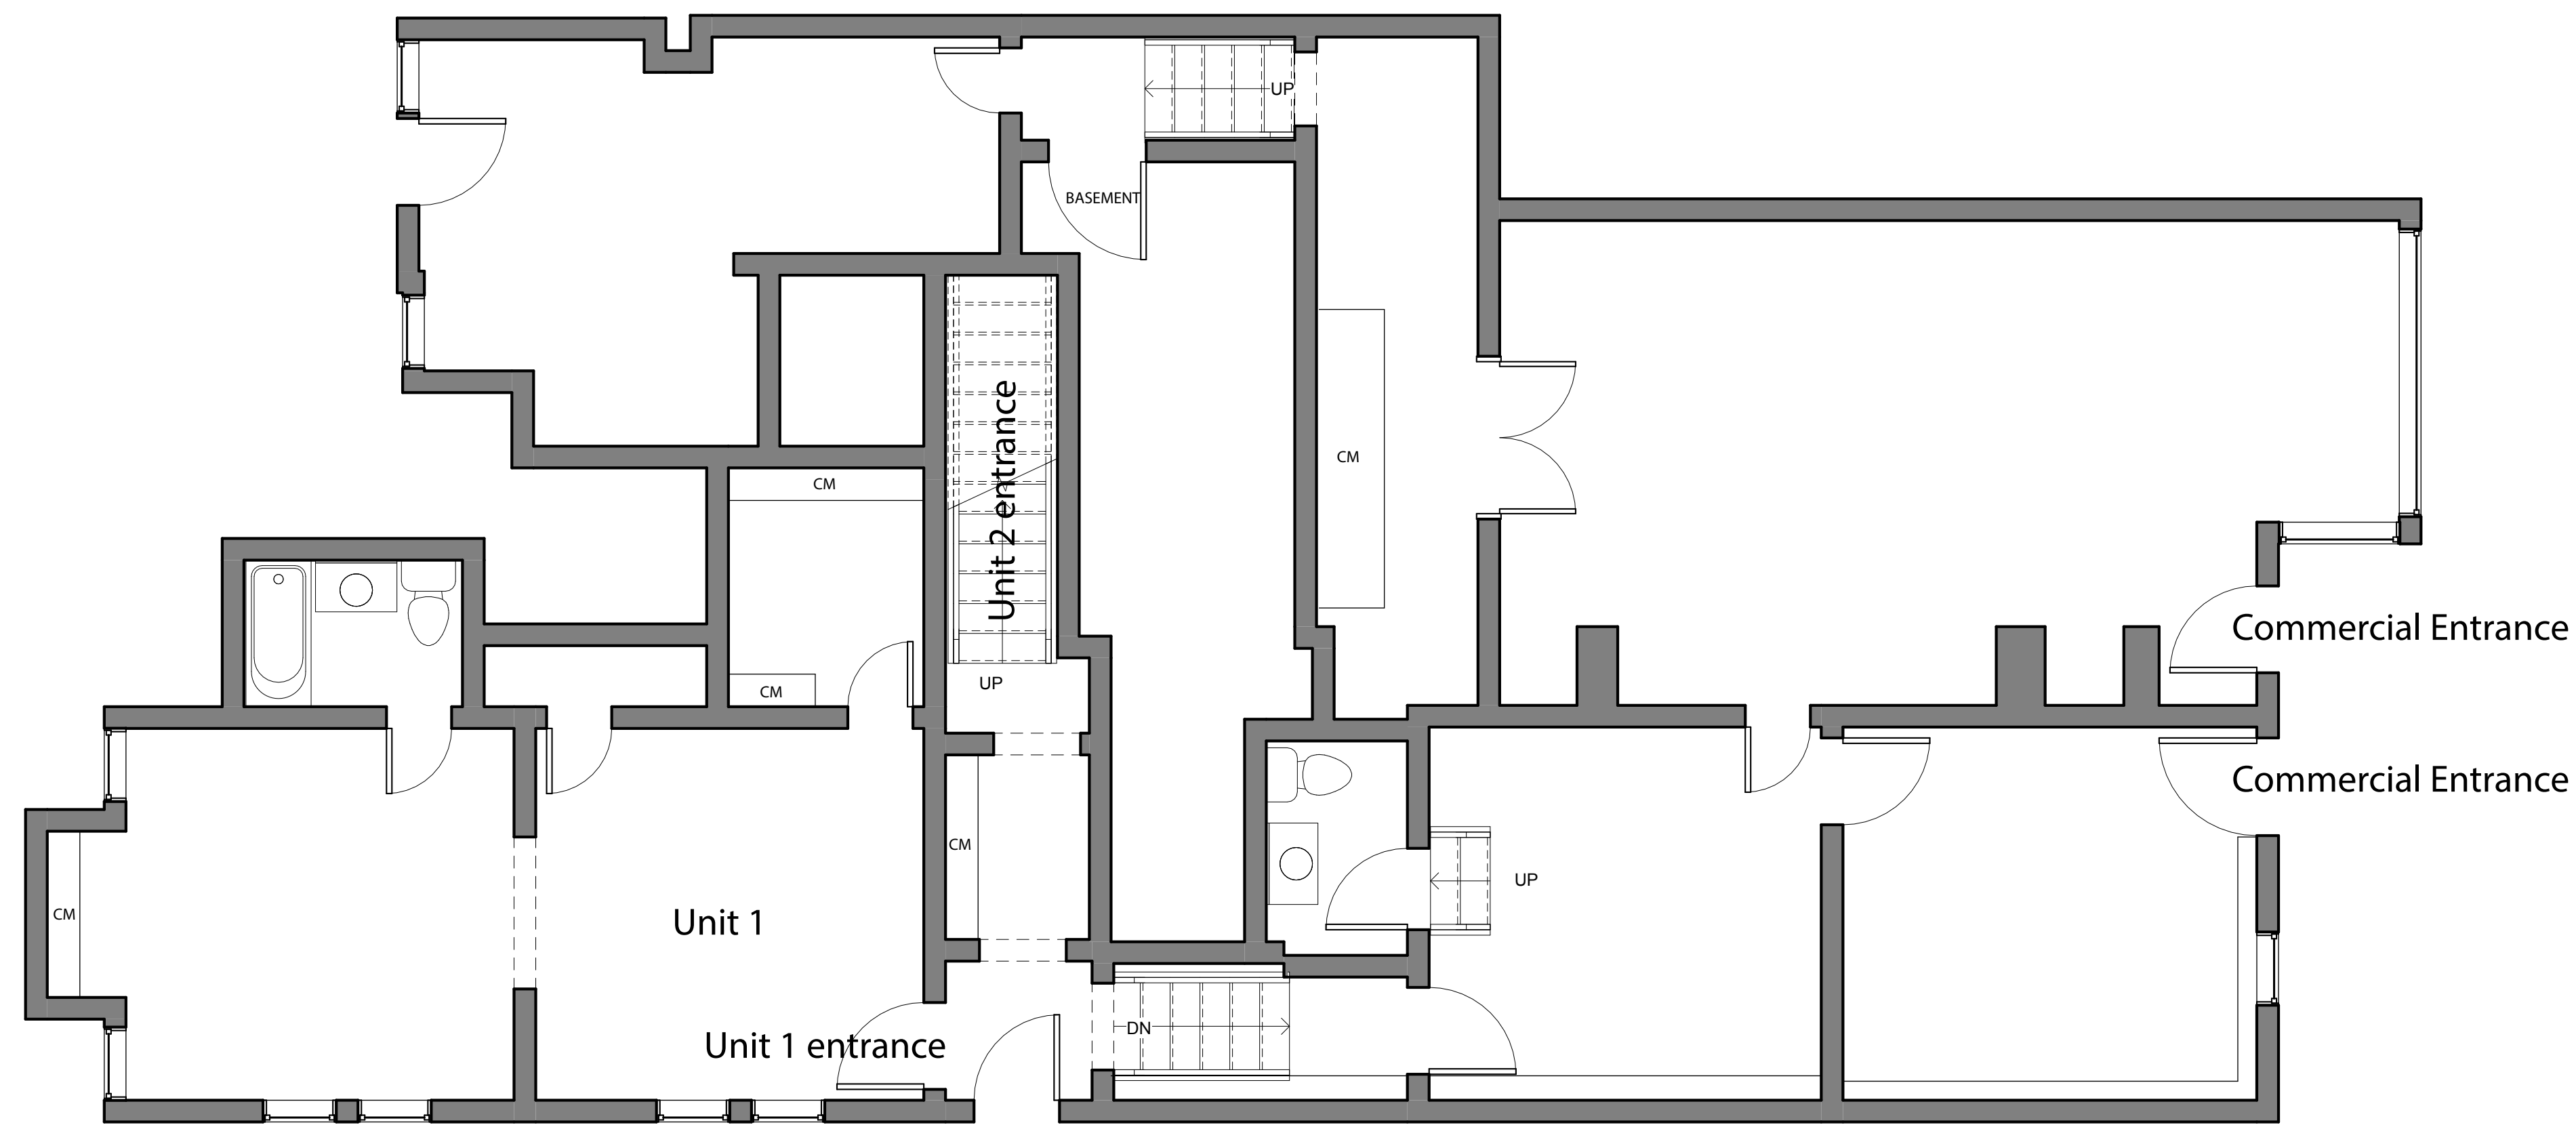 UP
BASEMENT
CM
CM
Unit 2 entrance
Commercial Entrance
UP
CM
Commercial Entrance
CM
UP
CM
Unit 1
DN
Unit 1 entrance